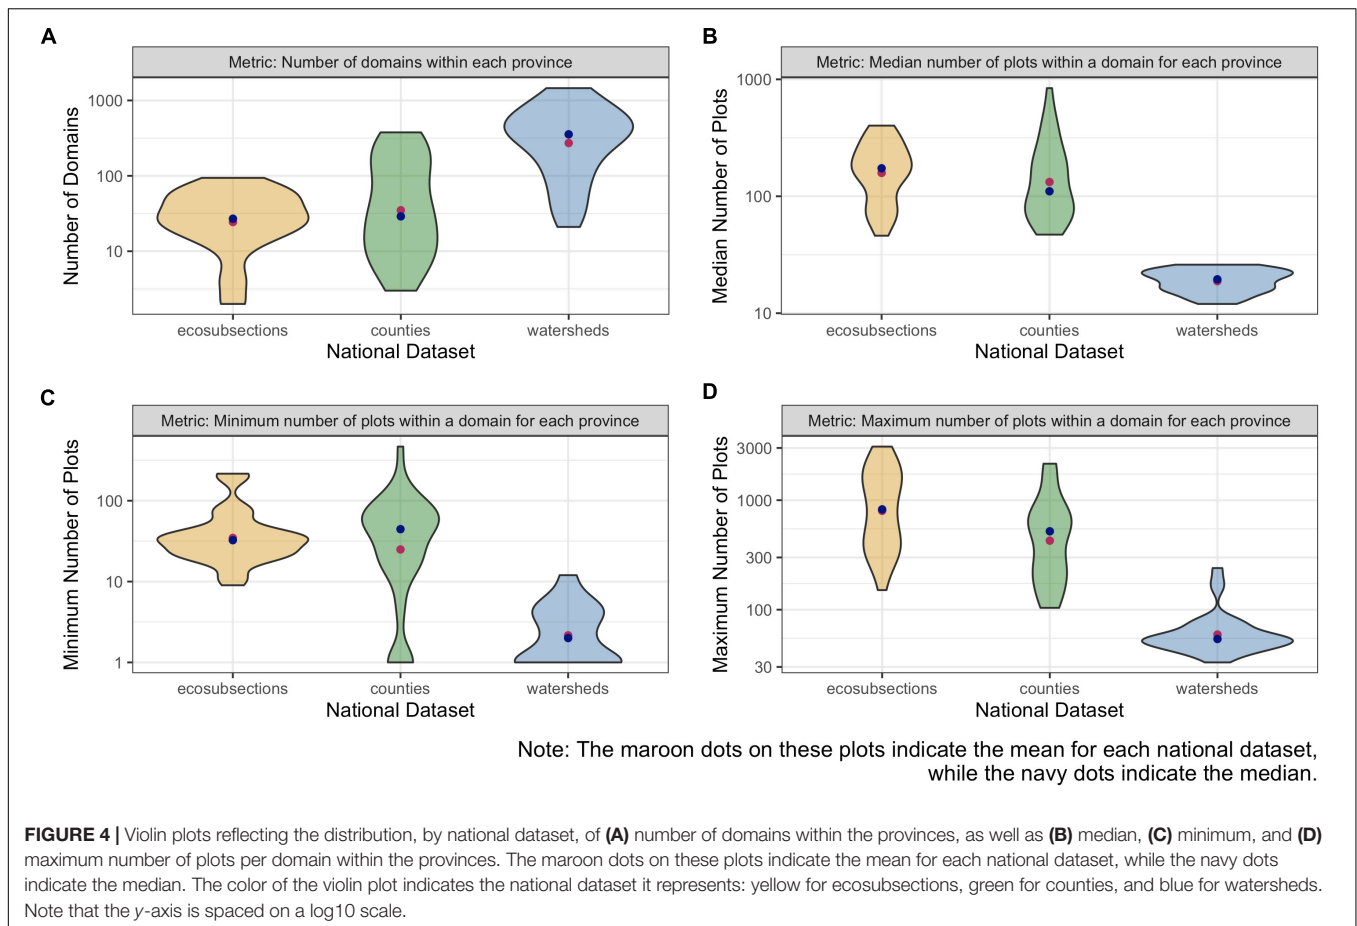 A
Metric: Number of domains within each province
Number of Domains
1000
100
10
ecosubsections
counties
watersheds
National Dataset
B
Metric: Median number of plots within a domain for each province
Median Number of Plots
1000
100
10
ecosubsections
counties
watersheds
National Dataset
C
Metric: Minimum number of plots within a domain for each province
Minimum Number of Plots
100
10
1
ecosubsections
counties
watersheds
National Dataset
D
Metric: Maximum number of plots within a domain for each province
Maximum Number of Plots
3000
1000
300
100
30
ecosubsections
counties
watersheds
National Dataset
Note: The maroon dots on these plots indicate the mean for each national dataset,
while the navy dots indicate the median.
FIGURE 4 | Violin plots reflecting the distribution, by national dataset, of (A) number of domains within the provinces, as well as (B) median, (C) minimum, and (D)
maximum number of plots per domain within the provinces. The maroon dots on these plots indicate the mean for each national dataset, while the navy dots
indicate the median. The color of the violin plot indicates the national dataset it represents: yellow for ecosubsections, green for counties, and blue for watersheds.
Note that the y-axis is spaced on a log10 scale.